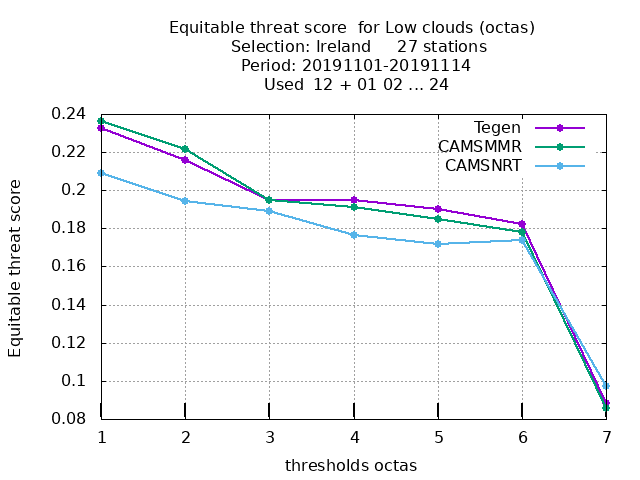 Equitable threat score  for Low clouds (octas)
Selection: Ireland     27 stations
Period: 20191101-20191114
Used  12 + 01 02 ... 24
Tegen
CAMSMMR
CAMSNRT
0.24
0.22
0.2
0.18
0.16
0.14
0.12
0.1
0.08
Equitable threat score
1 2 3 4 5 6 7
thresholds octas